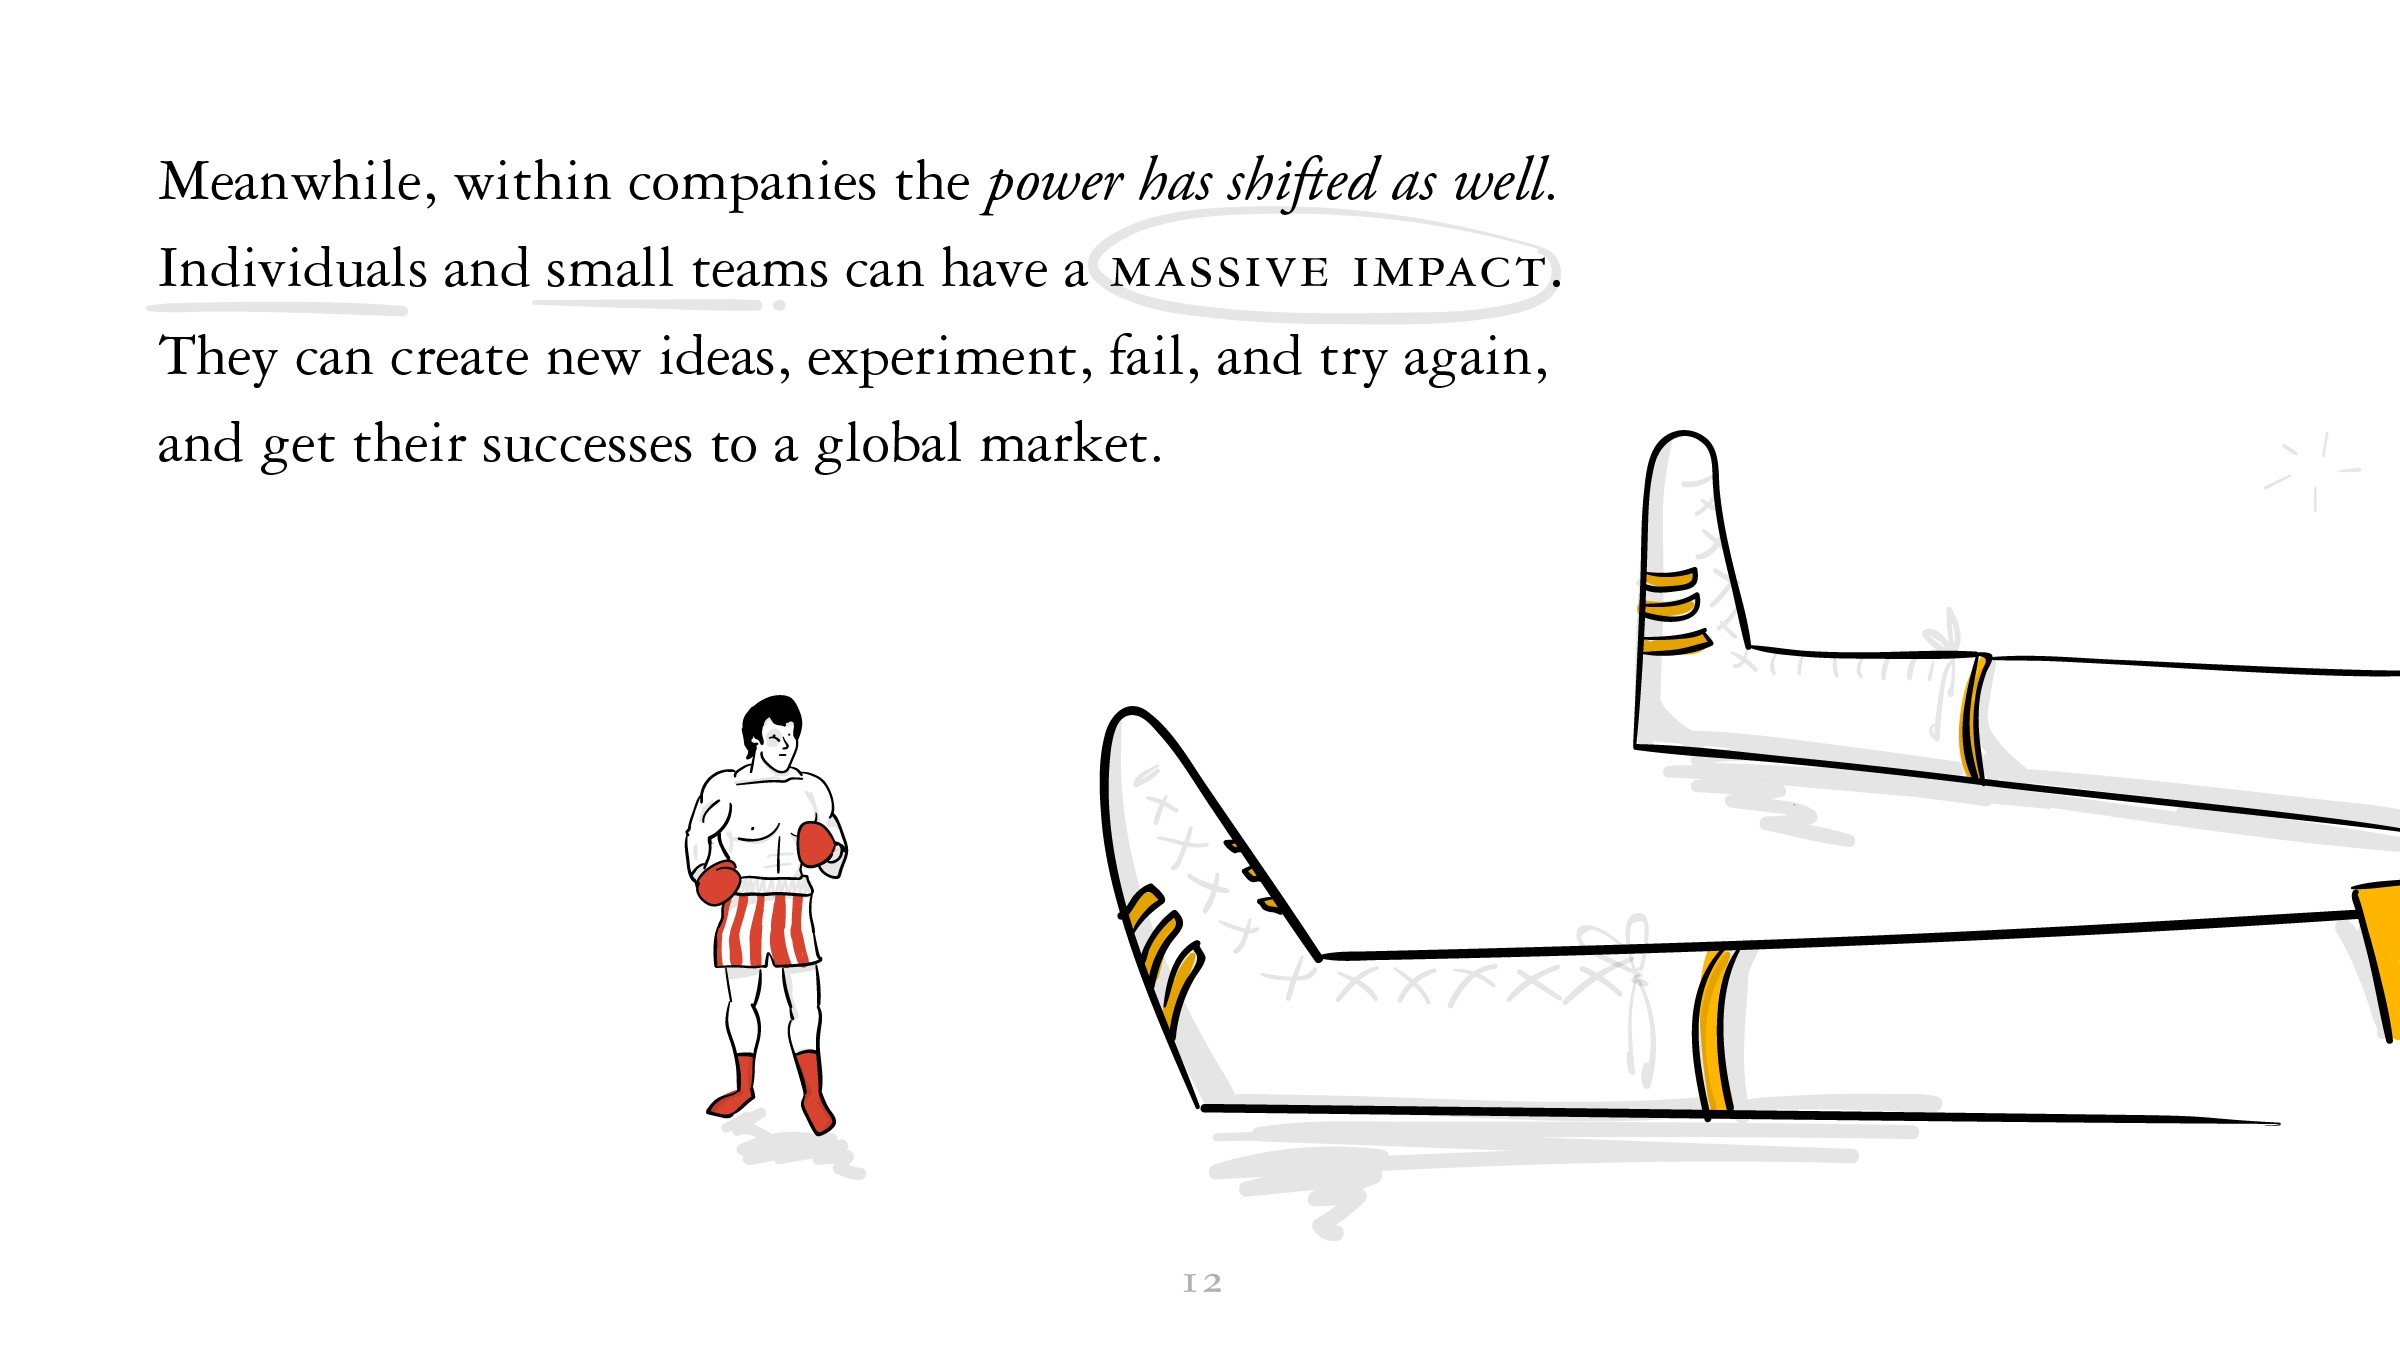 Meanwhile, within companies the power has shifted as well.
Individuals and small teams can have a MASSIVE IMPACT.
They can create new ideas, experiment, fail, and try again,
and get their successes to a global market.
12